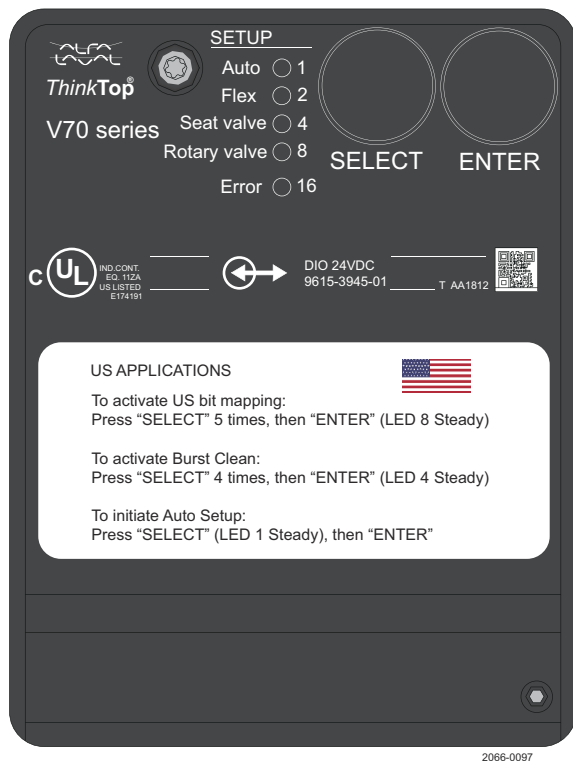 ALFA
LAVAL
ThinkTop®
V70 series
SETUP
Auto 1
Flex 2
Seat valve 4
Rotary valve 8
Error 16
SELECT
ENTER
C UL
IND.CONT.
EQ. 11ZA
US LISTED
E174191
DIO 24VDC
9615-3945-01
T AA1812
US APPLICATIONS
To activate US bit mapping:
Press “SELECT” 5 times, then “ENTER” (LED 8 Steady)
To activate Burst Clean:
Press “SELECT” 4 times, then “ENTER” (LED 4 Steady)
To initiate Auto Setup:
Press “SELECT” (LED 1 Steady), then “ENTER”
2066-0097